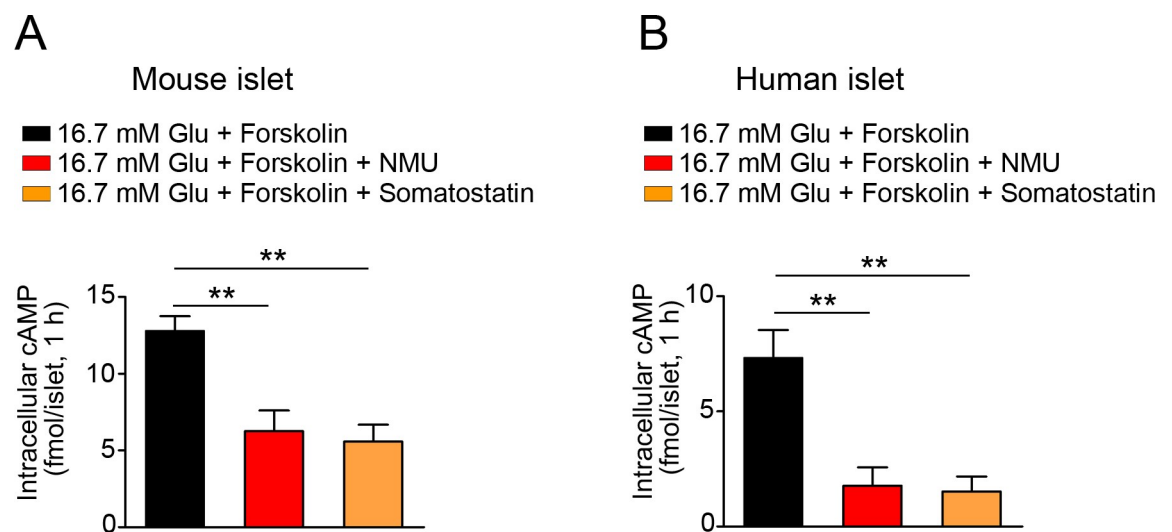 A
Mouse islet
16.7 mM Glu + Forskolin
16.7 mM Glu + Forskolin + NMU
16.7 mM Glu + Forskolin + Somatostatin
**
**
15
10
5
0
Intracellular cAMP
(fmol/islet, 1 h)
B
Human islet
16.7 mM Glu + Forskolin
16.7 mM Glu + Forskolin + NMU
16.7 mM Glu + Forskolin + Somatostatin
**
**
10
5
0
Intracellular cAMP
(fmol/islet, 1 h)